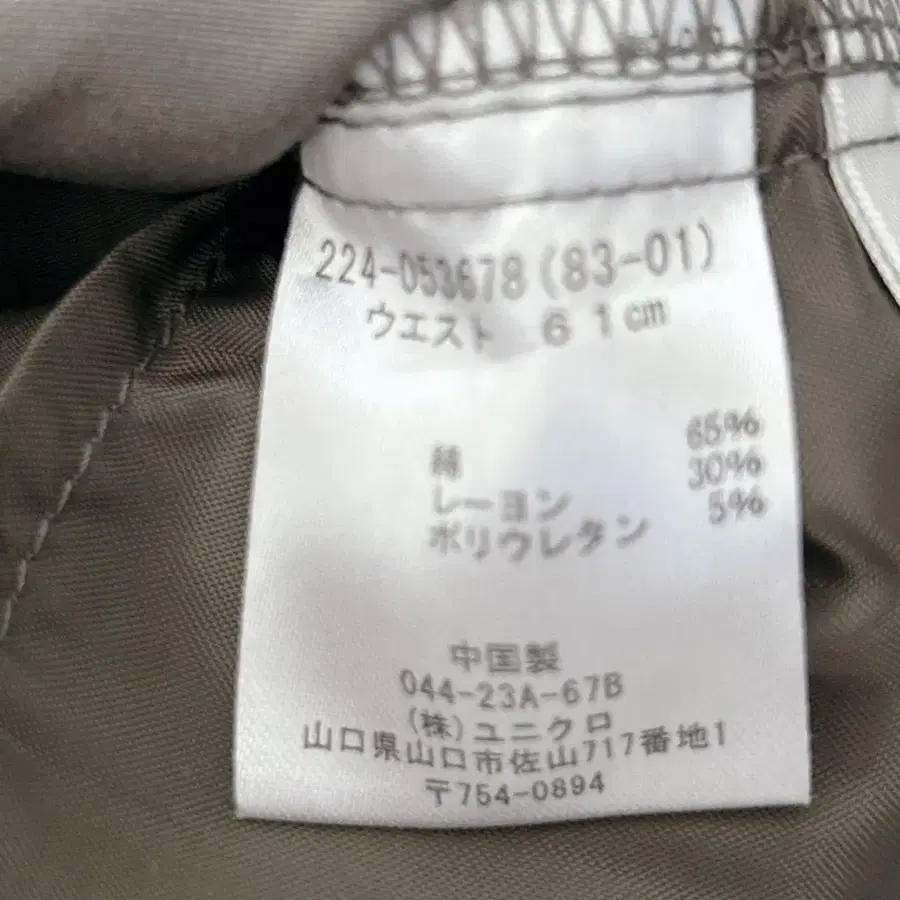 224-053678(83-01)
ウエスト 61cm
綿 65%
レーヨン 30%
ポリウレタン 5%
中国製
044-23A-67B
(株)ユニクロ
山口県山口市佐山717番地1
〒754-0894